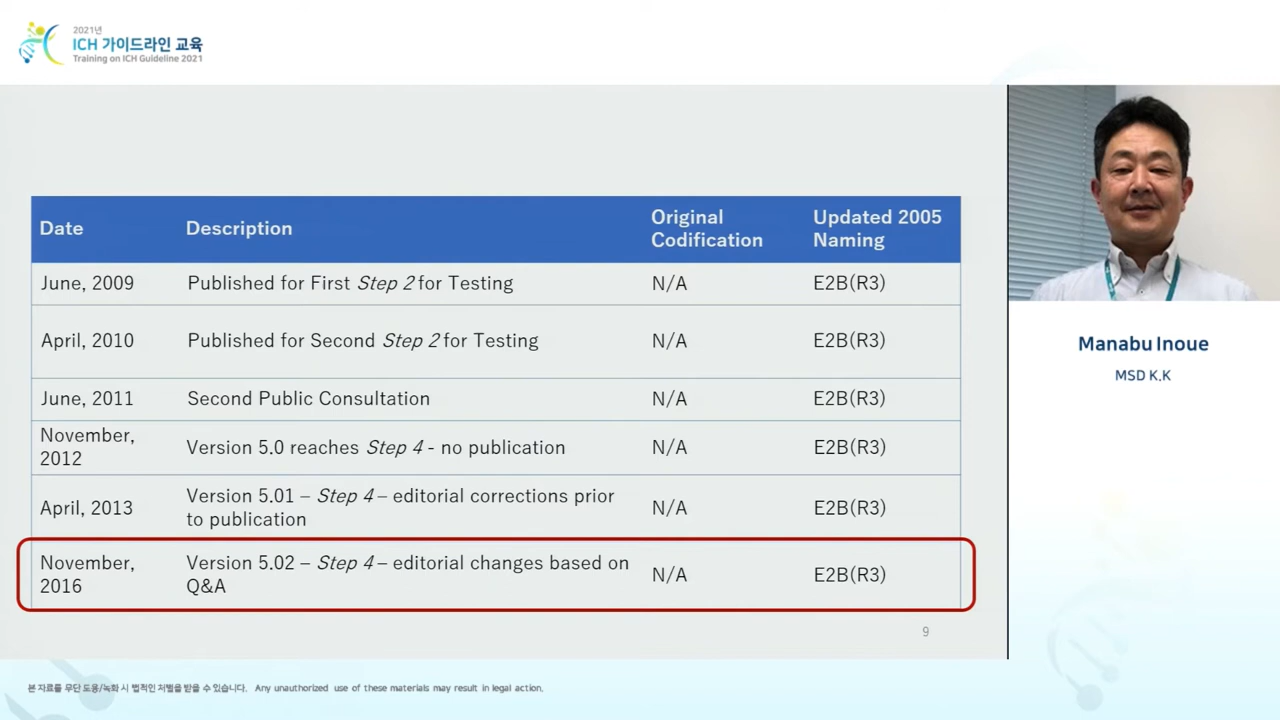 2021년
ICH 가이드라인 교육
Training on ICH Guideline 2021
Date Description Original Codification Updated 2005 Naming
June, 2009 Published for First Step 2 for Testing N/A E2B(R3)
April, 2010 Published for Second Step 2 for Testing N/A E2B(R3)
June, 2011 Second Public Consultation N/A E2B(R3)
November, 2012 Version 5.0 reaches Step 4 - no publication N/A E2B(R3)
April, 2013 Version 5.01 – Step 4 – editorial corrections prior to publication N/A E2B(R3)
November, 2016 Version 5.02 – Step 4 – editorial changes based on Q&A N/A E2B(R3)
9
Manabu Inoue
MSD K.K
본 자료를 무단 도용/녹화 시 법적인 처벌을 받을 수 있습니다. Any unauthorized use of these materials may result in legal action.